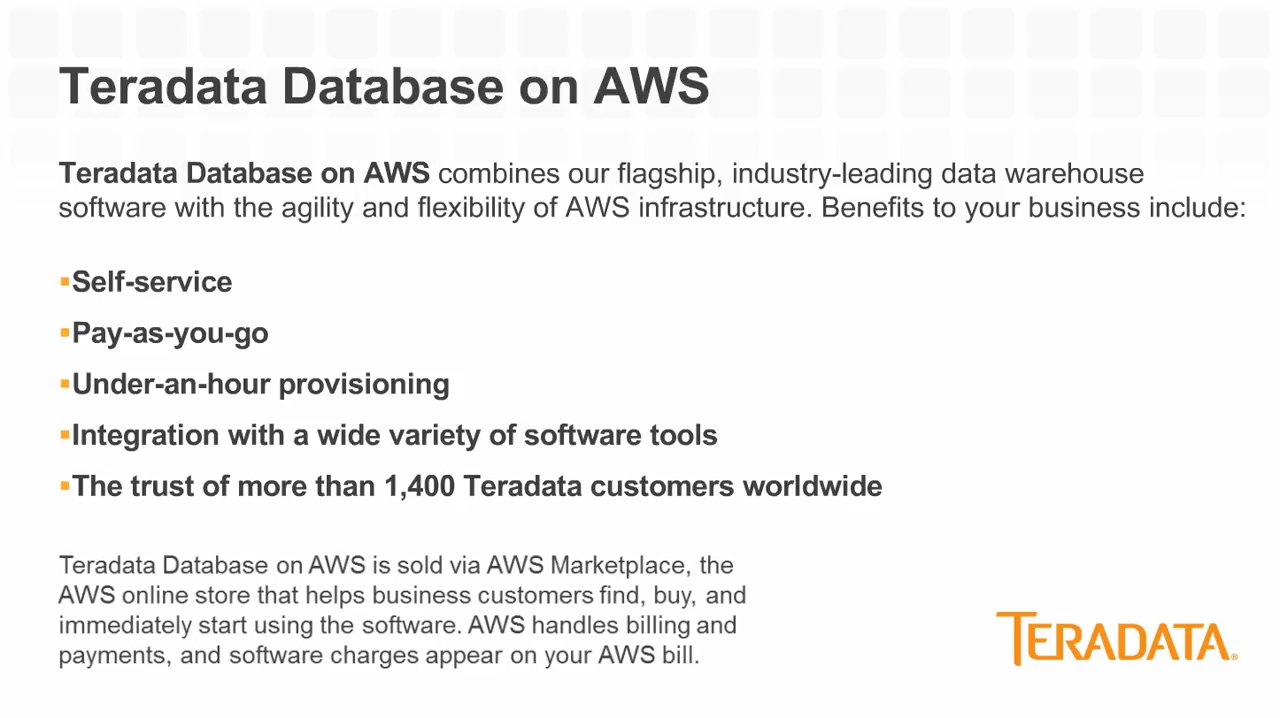 Teradata Database on AWS
Teradata Database on AWS combines our flagship, industry-leading data warehouse
software with the agility and flexibility of AWS infrastructure. Benefits to your business include:
▪Self-service
▪Pay-as-you-go
▪Under-an-hour provisioning
▪Integration with a wide variety of software tools
▪The trust of more than 1,400 Teradata customers worldwide
Teradata Database on AWS is sold via AWS Marketplace, the
AWS online store that helps business customers find, buy, and
immediately start using the software. AWS handles billing and
payments, and software charges appear on your AWS bill.
TERADATA®